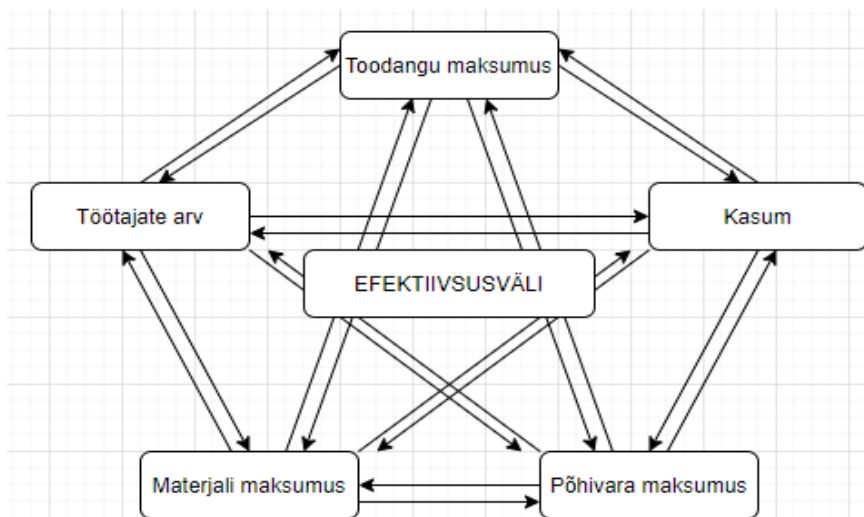 Toodangu maksumus
Töötajate arv
Kasum
EFEKTIIVSUSVÄLI
Materjali maksumus
Põhivara maksumus